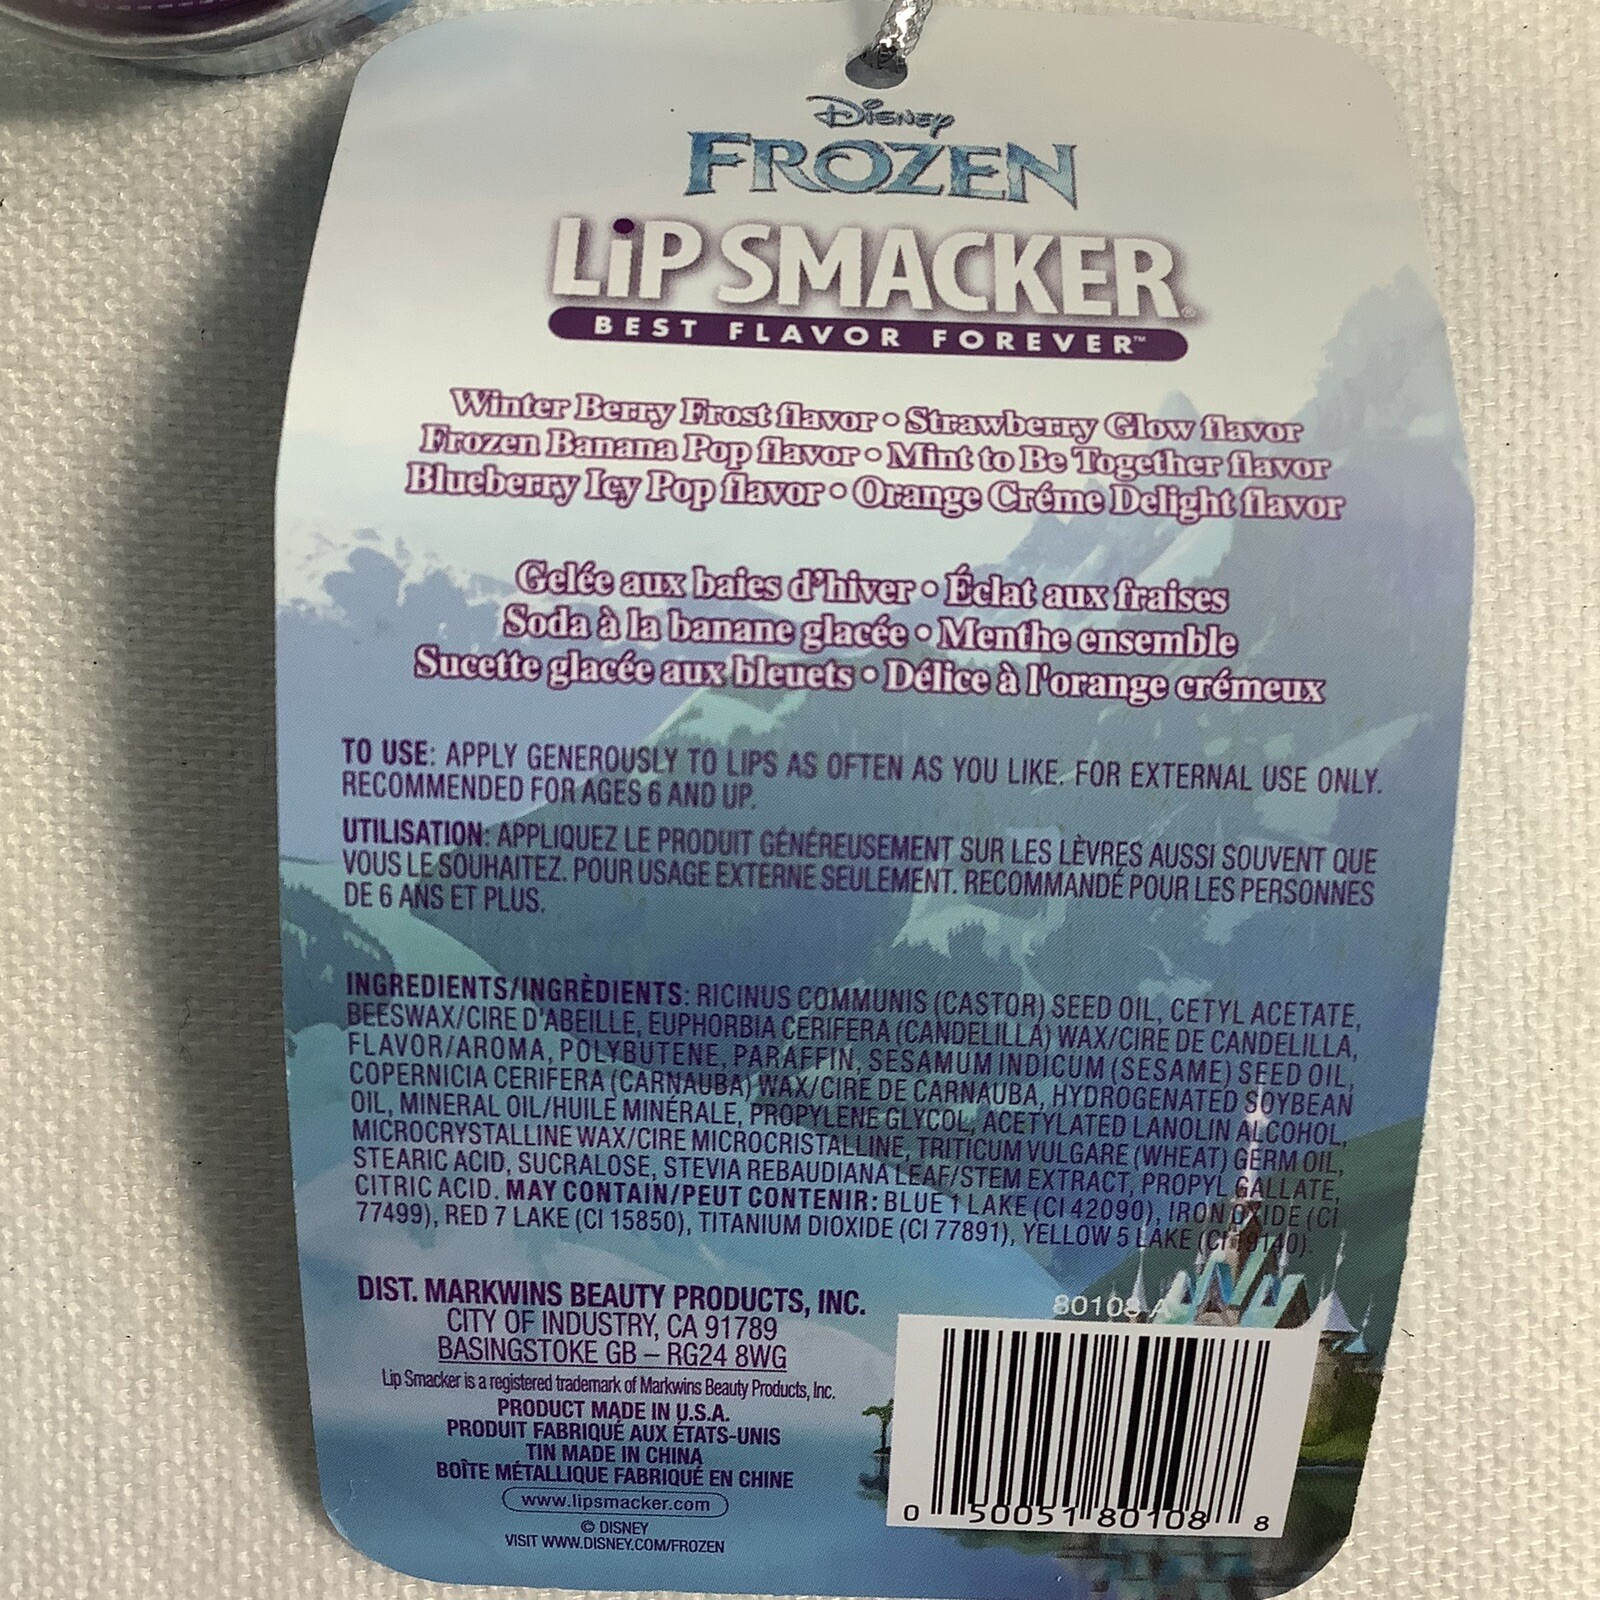 Disney
FROZEN
LiP SMACKER®
BEST FLAVOR FOREVER™
Winter Berry Frost flavor • Strawberry Glow flavor
Frozen Banana Pop flavor • Mint to Be Together flavor
Blueberry Icy Pop flavor • Orange Créme Delight flavor
Gelée aux baies d'hiver • Éclat aux fraises
Soda à la banane glacée • Menthe ensemble
Sucette glacée aux bleuets • Délice à l'orange crémeux
TO USE: APPLY GENEROUSLY TO LIPS AS OFTEN AS YOU LIKE. FOR EXTERNAL USE ONLY.
RECOMMENDED FOR AGES 6 AND UP.
UTILISATION: APPLIQUEZ LE PRODUIT GÉNÉREUSEMENT SUR LES LÈVRES AUSSI SOUVENT QUE
VOUS LE SOUHAITEZ. POUR USAGE EXTERNE SEULEMENT. RECOMMANDÉ POUR LES PERSONNES
DE 6 ANS ET PLUS.
INGREDIENTS/INGRÈDIENTS: RICINUS COMMUNIS (CASTOR) SEED OIL, CETYL ACETATE,
BEESWAX/CIRE D'ABEILLE, EUPHORBIA CERIFERA (CANDELILLA) WAX/CIRE DE CANDELILLA,
FLAVOR/AROMA, POLYBUTENE, PARAFFIN, SESAMUM INDICUM (SESAME) SEED OIL,
COPERNICIA CERIFERA (CARNAUBA) WAX/CIRE DE CARNAUBA, HYDROGENATED SOYBEAN
OIL, MINERAL OIL/HUILE MINÉRALE, PROPYLENE GLYCOL, ACETYLATED LANOLIN ALCOHOL,
MICROCRYSTALLINE WAX/CIRE MICROCRISTALLINE, TRITICUM VULGARE (WHEAT) GERM OIL,
STEARIC ACID, SUCRALOSE, STEVIA REBAUDIANA LEAF/STEM EXTRACT, PROPYL GALLATE,
CITRIC ACID. MAY CONTAIN/PEUT CONTENIR: BLUE 1 LAKE (CI 42090), IRON OXIDE (CI
77499), RED 7 LAKE (CI 15850), TITANIUM DIOXIDE (CI 77891), YELLOW 5 LAKE (CI 19140).
DIST. MARKWINS BEAUTY PRODUCTS, INC.
CITY OF INDUSTRY, CA 91789
BASINGSTOKE GB – RG24 8WG
Lip Smacker is a registered trademark of Markwins Beauty Products, Inc.
PRODUCT MADE IN U.S.A.
PRODUIT FABRIQUÉ AUX ÉTATS-UNIS
TIN MADE IN CHINA
BOÎTE MÉTALLIQUE FABRIQUÉ EN CHINE
www.lipsmacker.com
© DISNEY
VISIT WWW.DISNEY.COM/FROZEN
80108 A
0 50051 80108 8